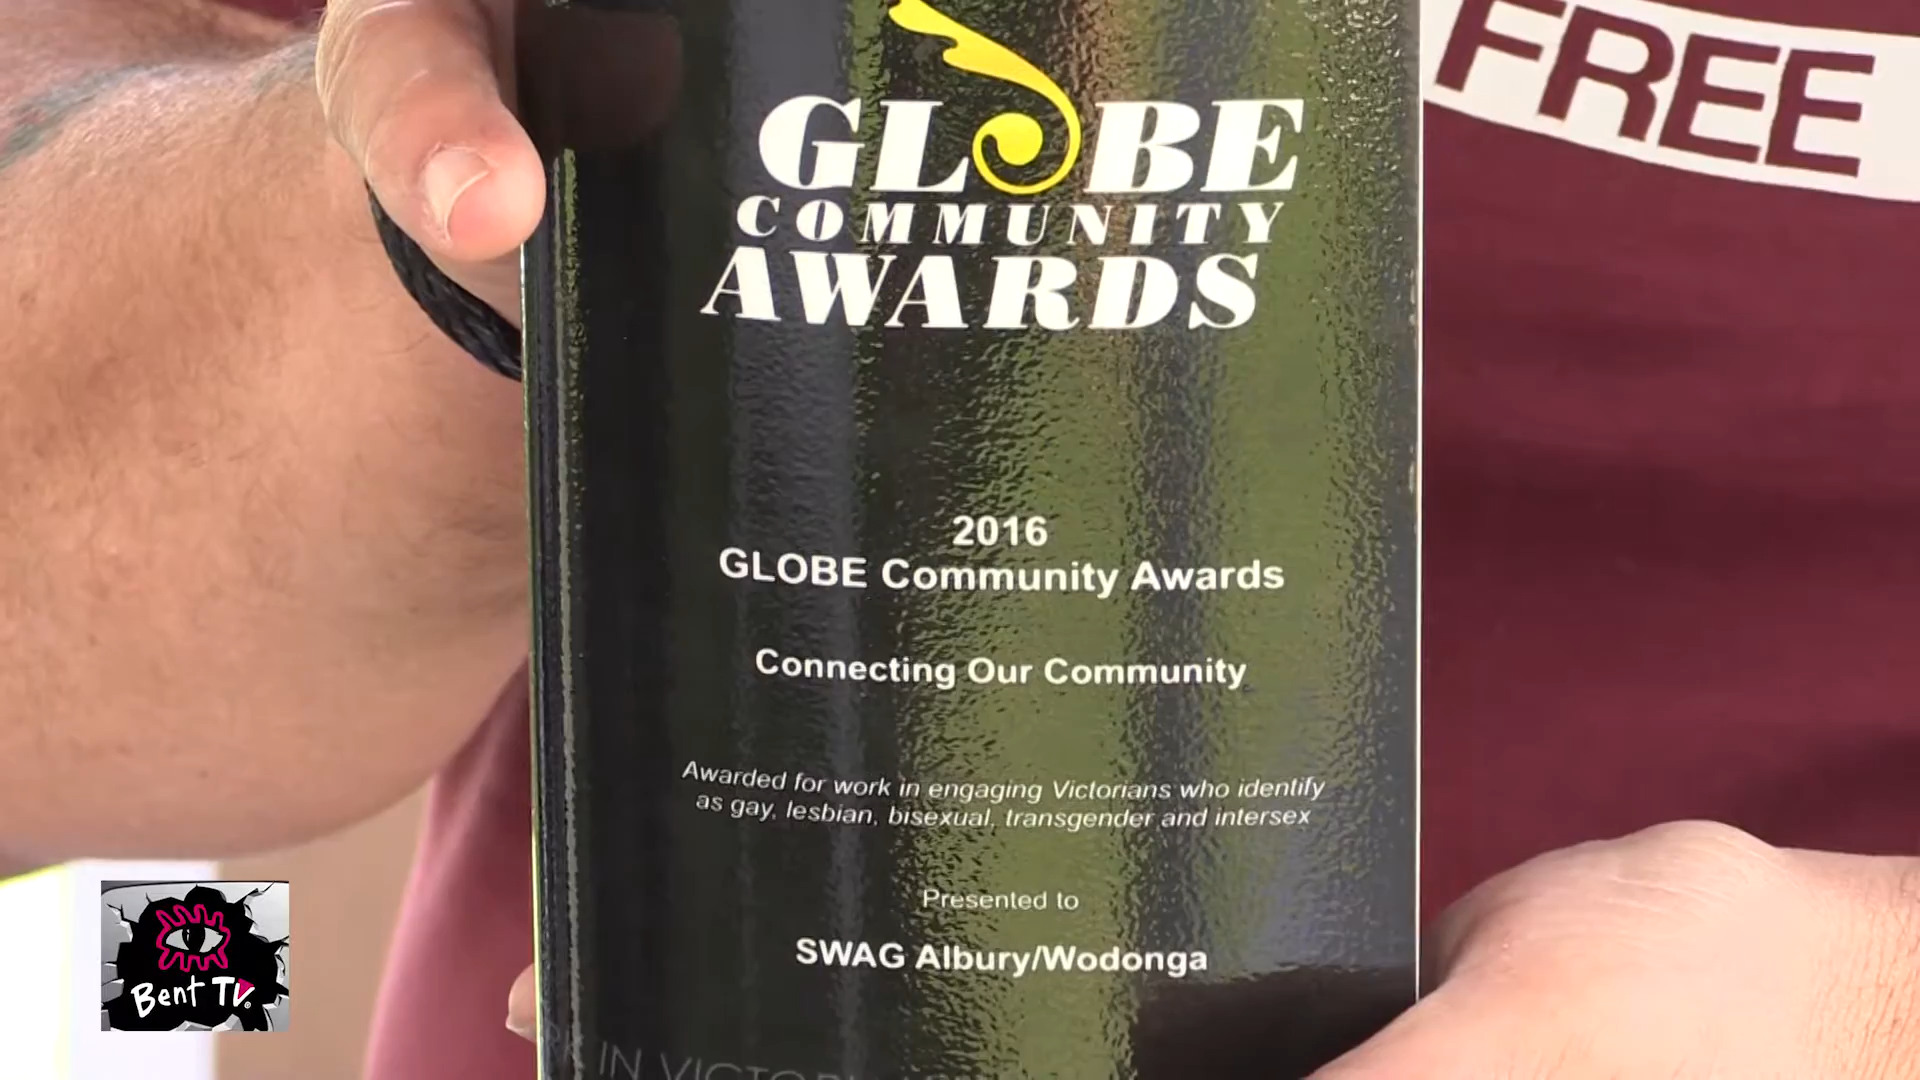 FREE
GLOBE
COMMUNITY
AWARDS
2016
GLOBE Community Awards
Connecting Our Community
Awarded for work in engaging Victorians who identify
as gay, lesbian, bisexual, transgender and intersex
Presented to
SWAG Albury/Wodonga
IN
Bent TV.